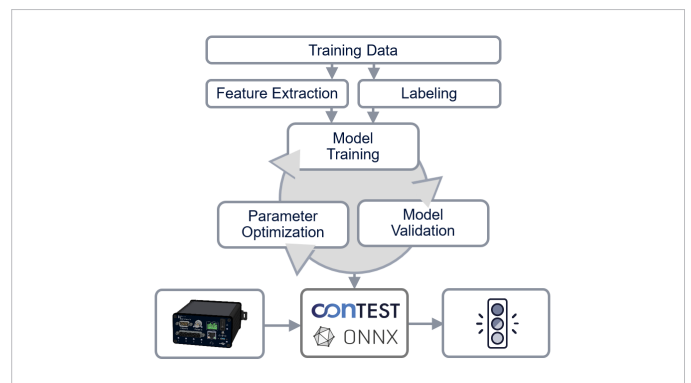 Training Data
Feature Extraction
Labeling
Model
Training
Parameter
Optimization
Model
Validation
CONTEST
ONNX